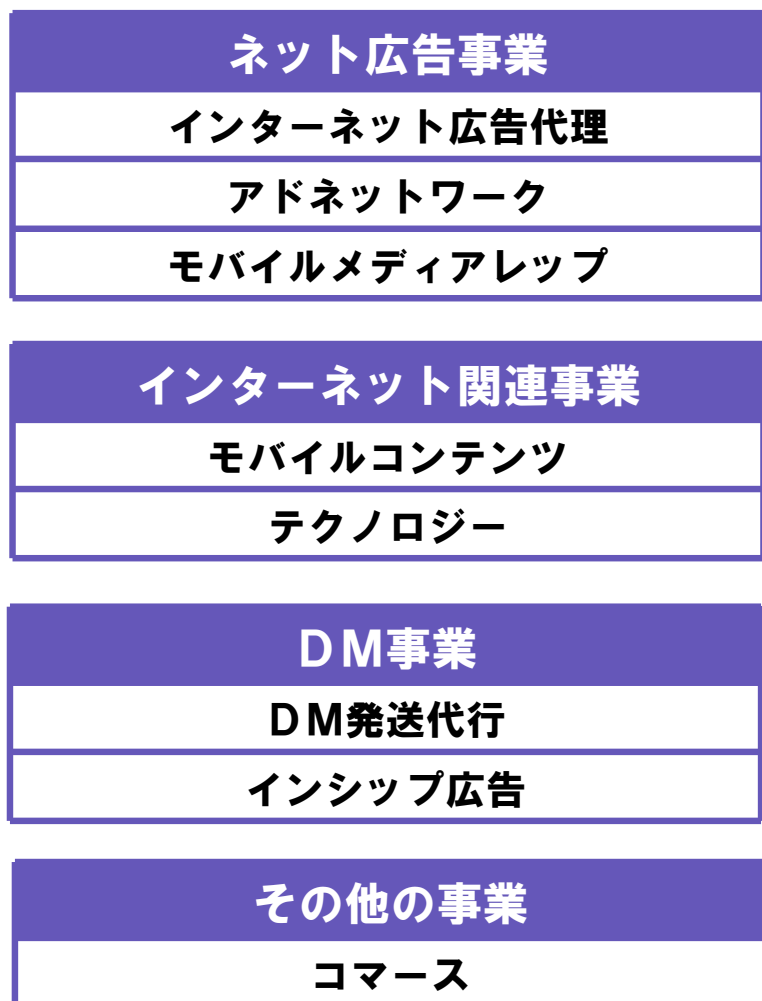 ネット広告事業
インターネット広告代理
アドネットワーク
モバイルメディアレップ
インターネット関連事業
モバイルコンテンツ
テクノロジー
ＤＭ事業
ＤＭ発送代行
インシップ広告
その他の事業
コマース